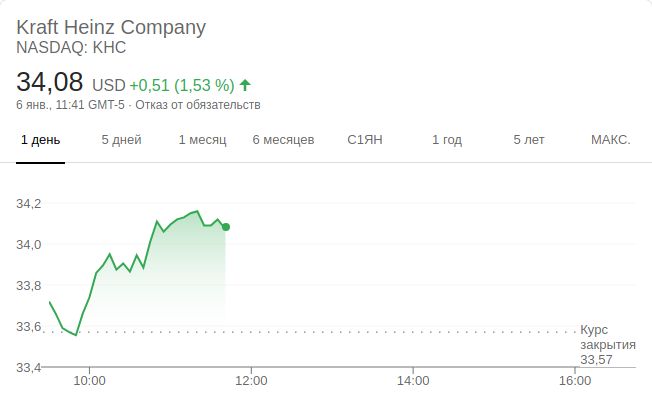 Kraft Heinz Company
NASDAQ: KHC
34,08 USD +0,51 (1,53 %)
6 янв., 11:41 GMT-5 · Отказ от обязательств
1 день 5 дней 1 месяц 6 месяцев С1ЯН 1 год 5 лет МАКС.
34,2
34,0
33,8
33,6
33,4
Курс
закрытия
33,57
10:00 12:00 14:00 16:00